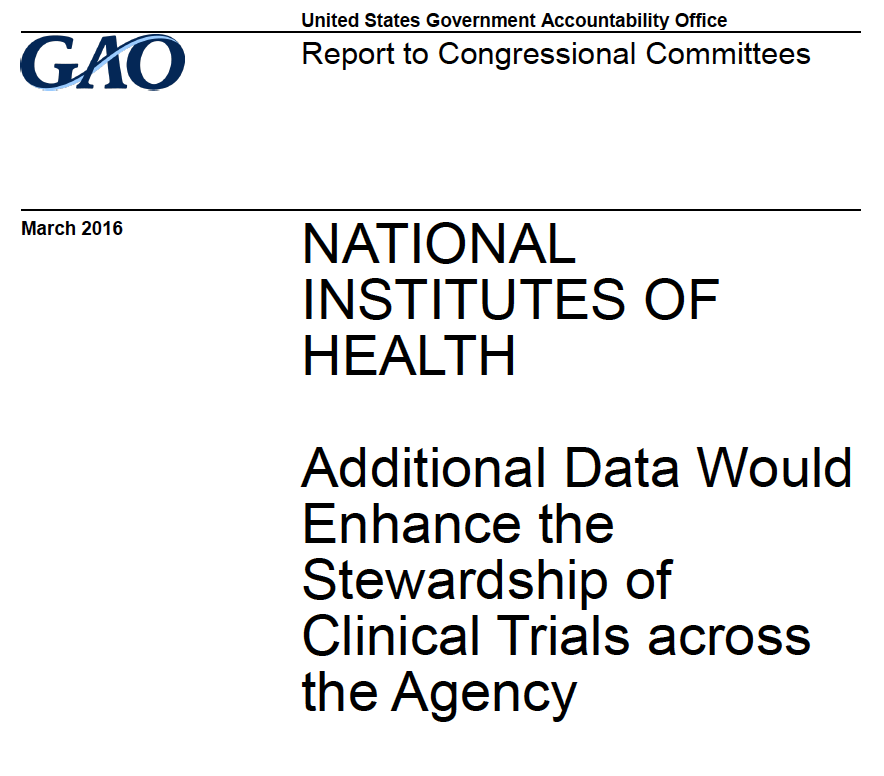 United States Government Accountability Office
GAO
Report to Congressional Committees
March 2016
NATIONAL
INSTITUTES OF
HEALTH
Additional Data Would
Enhance the
Stewardship of
Clinical Trials across
the Agency